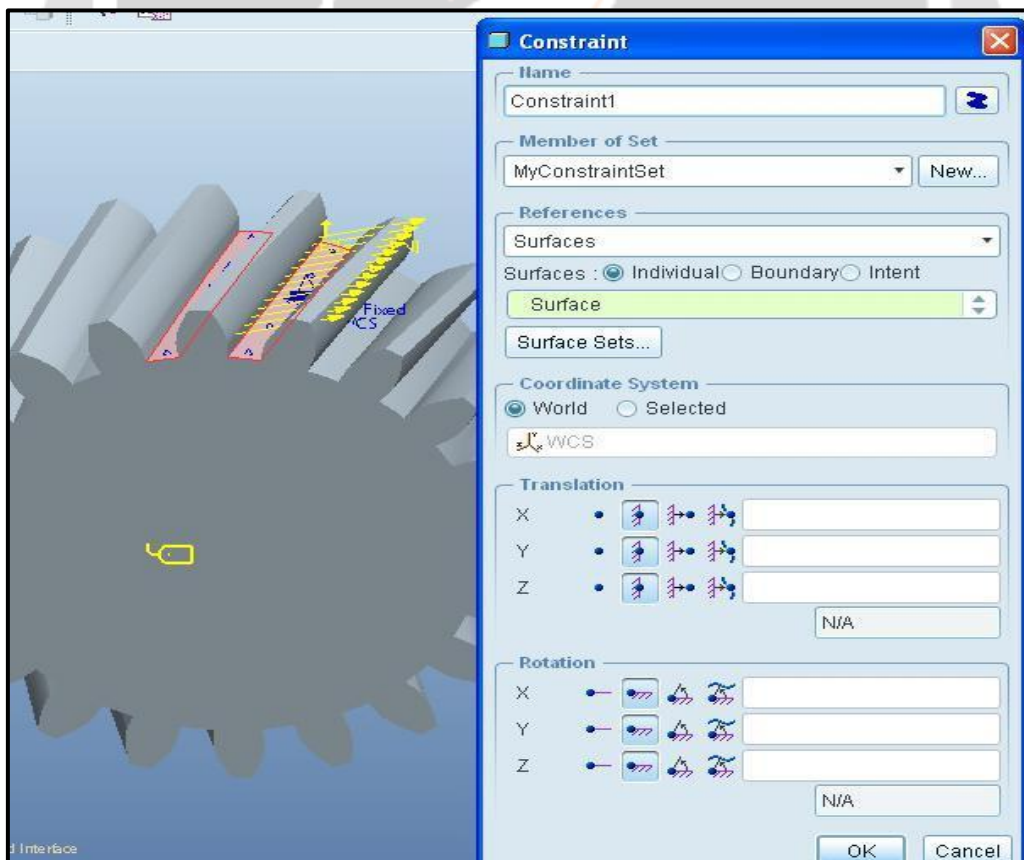 Constraint
Name
Constraint1
Member of Set
MyConstraintSet
New...
References
Surfaces
Surfaces : Individual Boundary Intent
Surface
Surface Sets...
Coordinate System
World Selected
WCS
Translation
X
Y
Z
N/A
Rotation
X
Y
Z
N/A
OK Cancel
Fixed
CS
d Interface